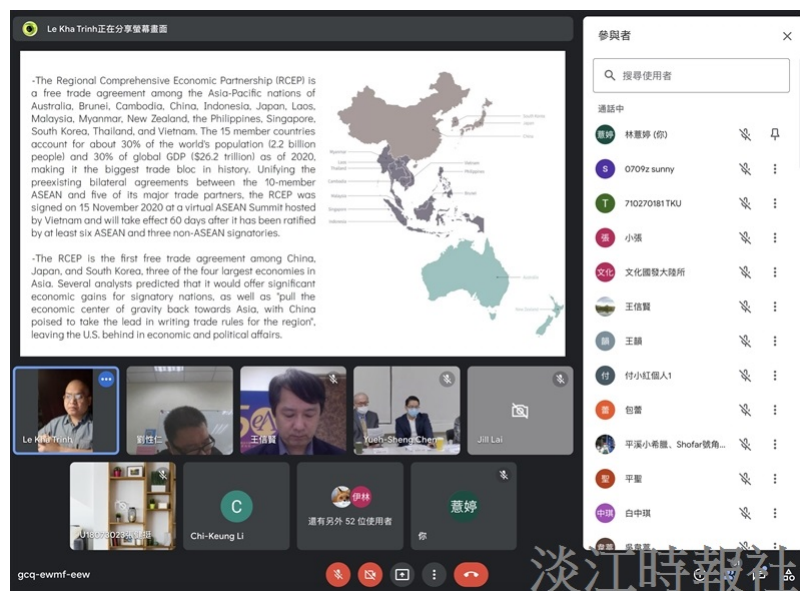 Le Kha Trinh正在分享螢幕畫面
-The Regional Comprehensive Economic Partnership (RCEP) is
a free trade agreement among the Asia-Pacific nations of
Australia, Brunei, Cambodia, China, Indonesia, Japan, Laos,
Malaysia, Myanmar, New Zealand, the Philippines, Singapore,
South Korea, Thailand, and Vietnam. The 15 member countries
account for about 30% of the world's population (2.2 billion
people) and 30% of global GDP ($26.2 trillion) as of 2020,
making it the biggest trade bloc in history. Unifying the
preexisting bilateral agreements between the 10-member
ASEAN and five of its major trade partners, the RCEP was
signed on 15 November 2020 at a virtual ASEAN Summit hosted
by Vietnam and will take effect 60 days after it has been ratified
by at least six ASEAN and three non-ASEAN signatories.
-The RCEP is the first free trade agreement among China,
Japan, and South Korea, three of the four largest economies in
Asia. Several analysts predicted that it would offer significant
economic gains for signatory nations, as well as "pull the
economic center of gravity back towards Asia, with China
poised to take the lead in writing trade rules for the region",
leaving the U.S. behind in economic and political affairs.
Le Kha Trinh
劉性仁
王信賢
Yueh-Sheng Chen
Jill Lai
C
Chi-Keung Li
伊林
還有另外 52 位使用者
薏婷
你
gcq-ewmf-eew
參與者
搜尋使用者
通話中
薏婷
林薏婷 (你)
S
0709z sunny
T
710270181 TKU
張
小張
文化
文化國發大陸所
王信賢
韻
王韻
付
付小紅個人1
蕾
包蕾
平溪小希臘、Shofar號角...
聖
平聖
中琪
白中琪
淡江時報社